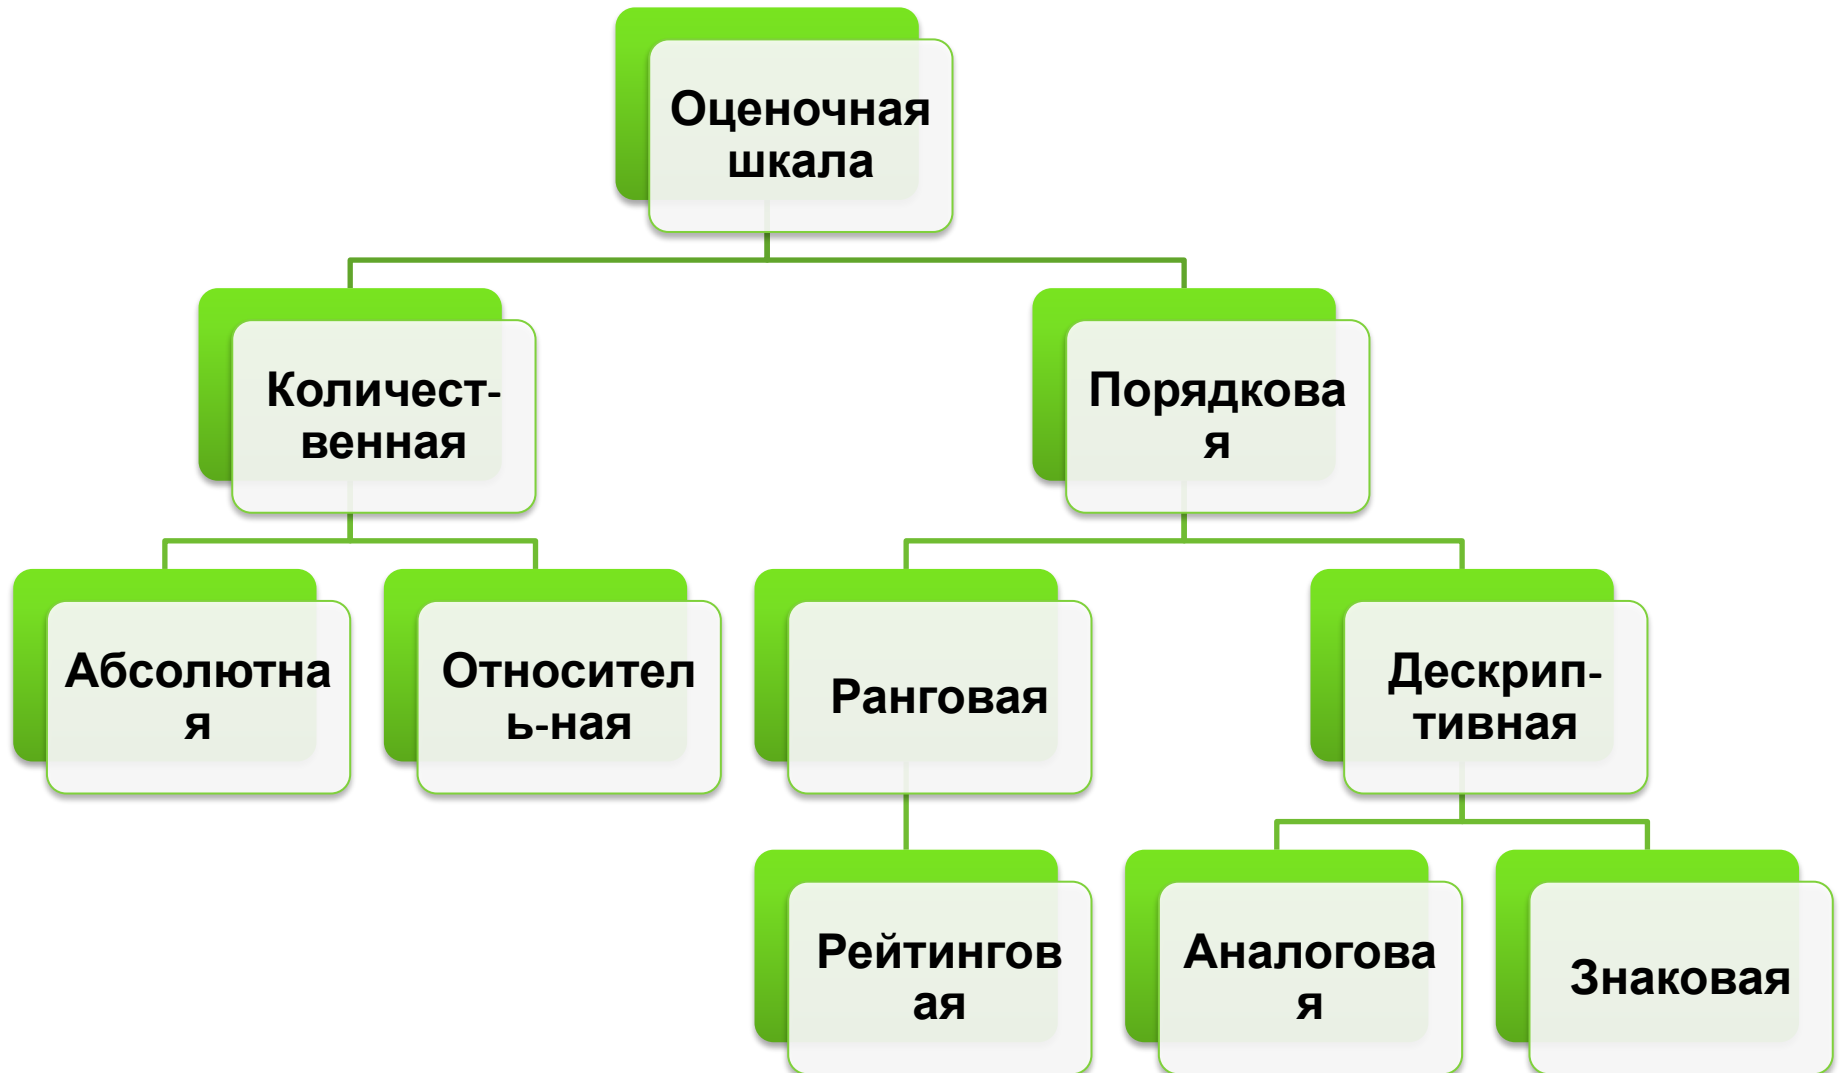 Оценочная
шкала
Количест-
венная
Порядкова
я
Абсолютна
я
Относител
ь-ная
Ранговая
Дескрип-
тивная
Рейтингов
ая
Аналогова
я
Знаковая